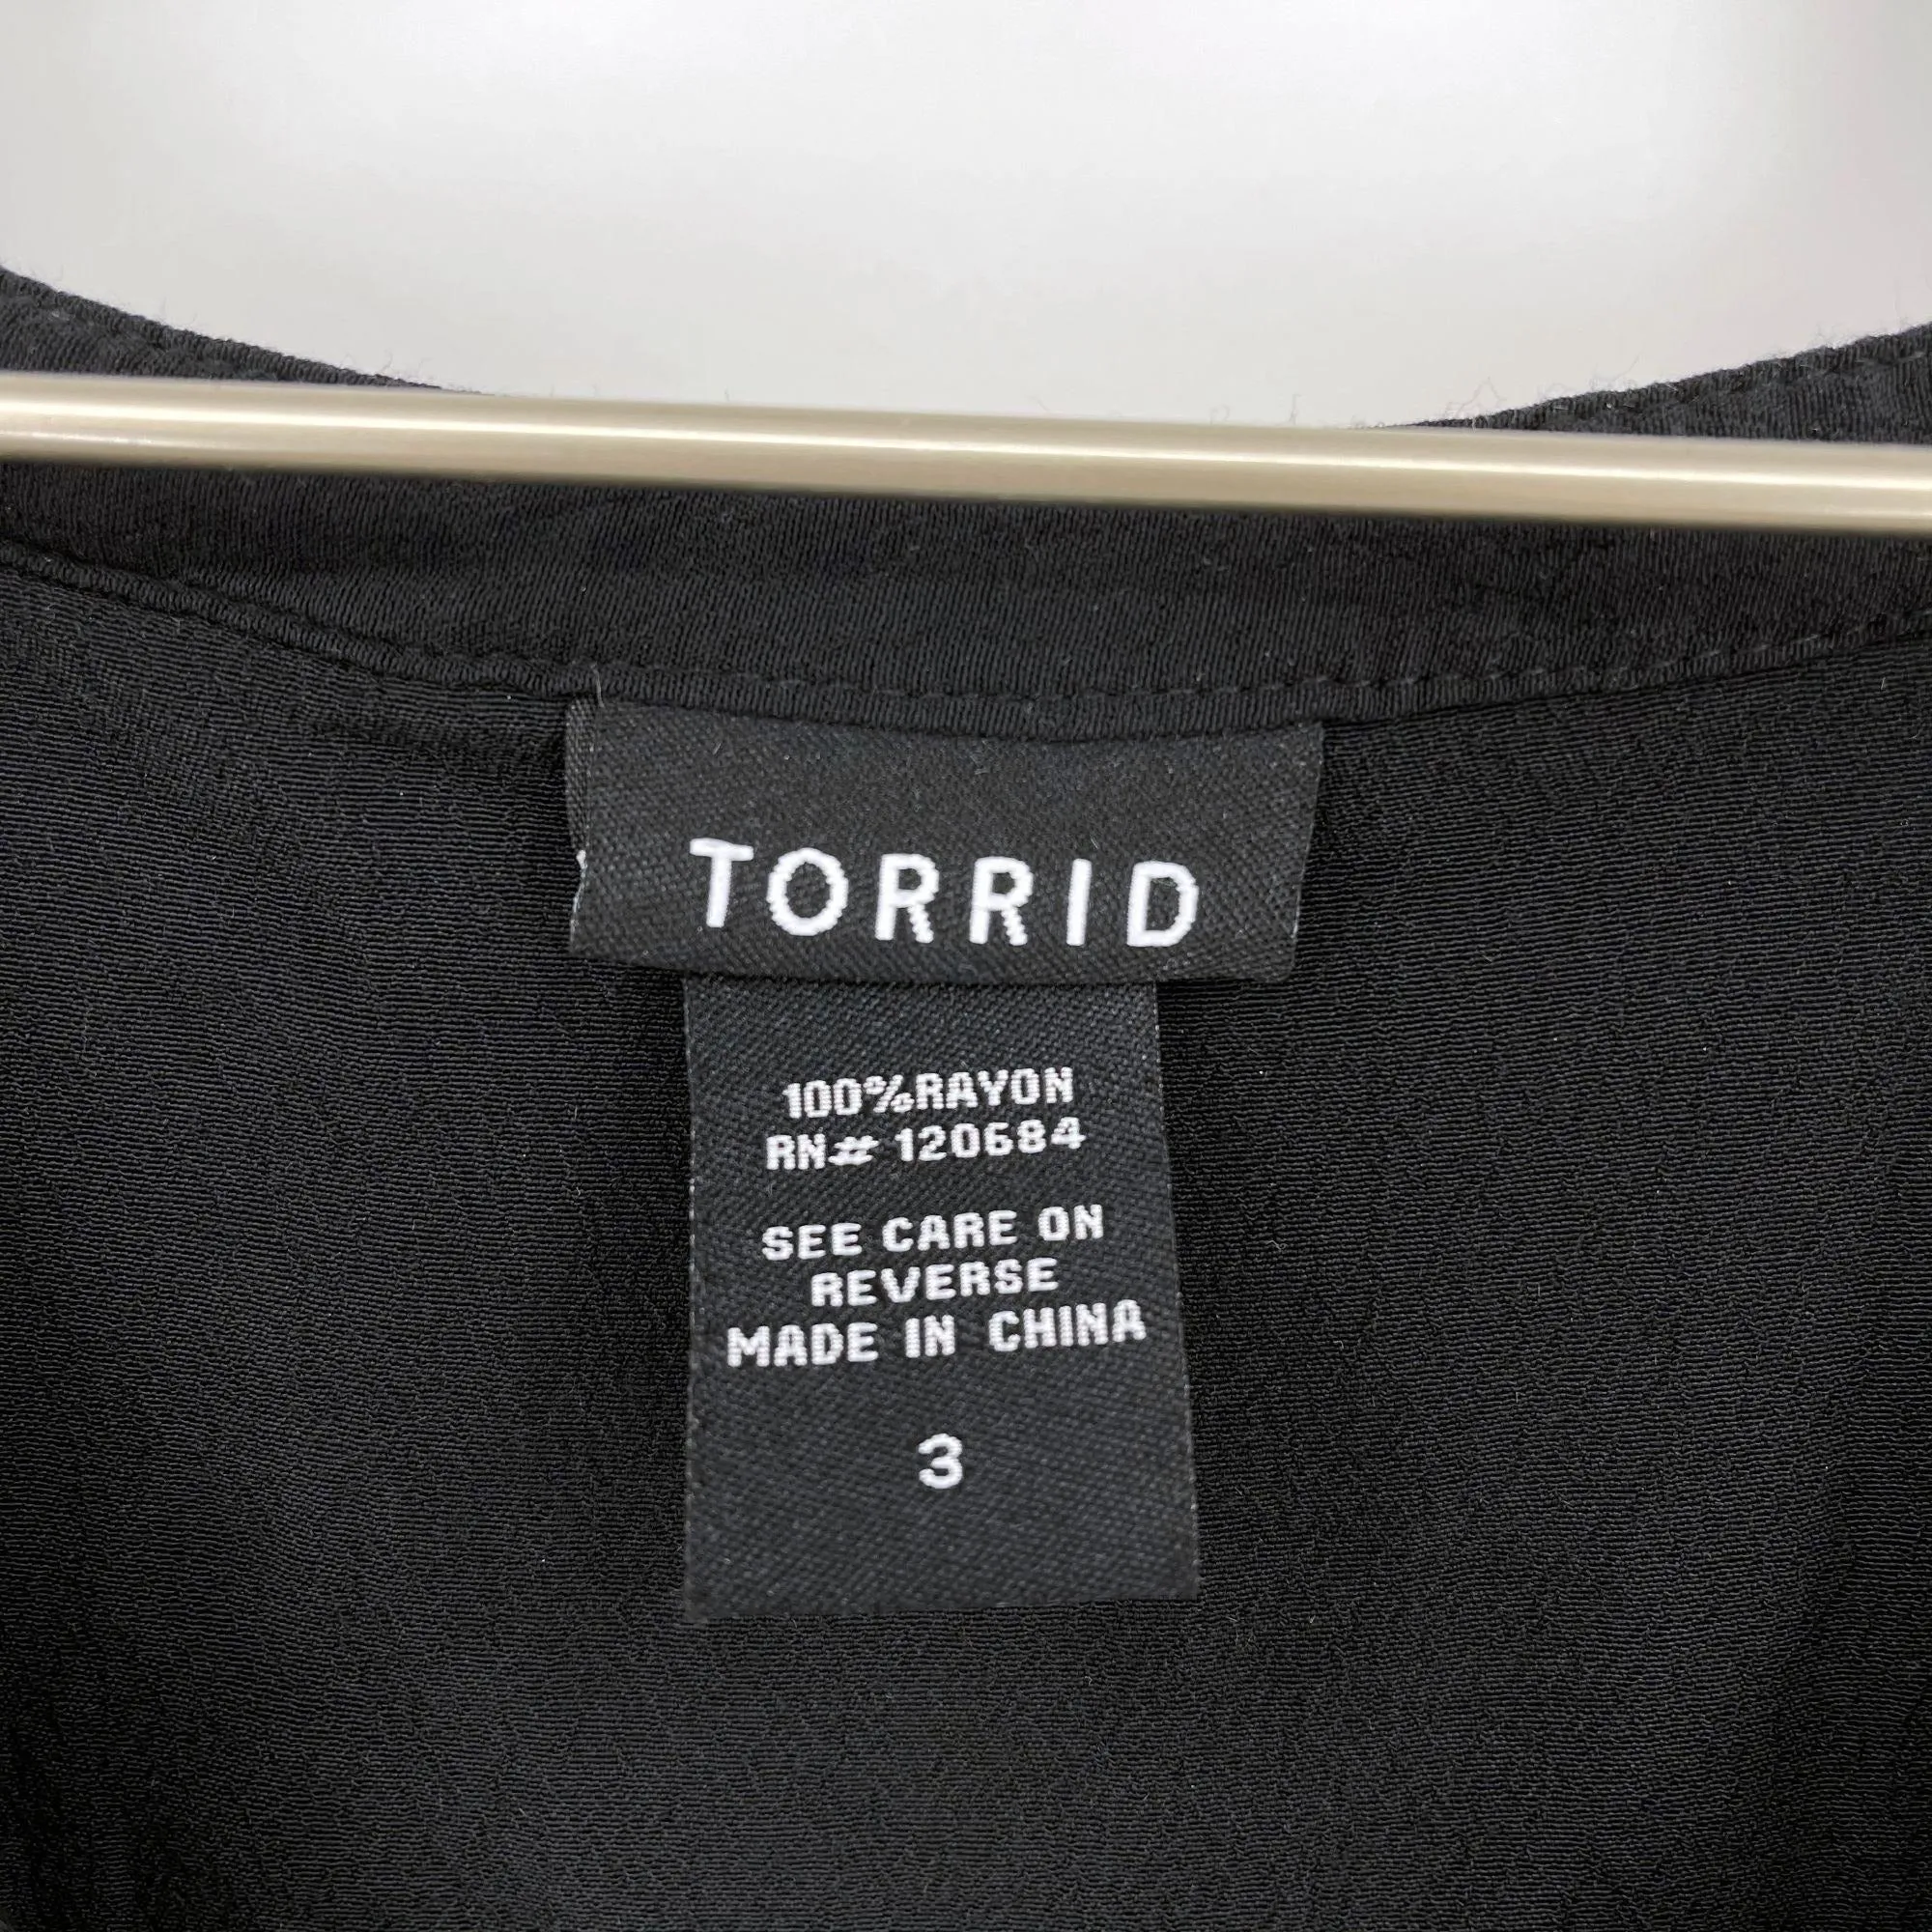 TORRID
100%RAYON
RN# 120684
SEE CARE ON
REVERSE
MADE IN CHINA
3